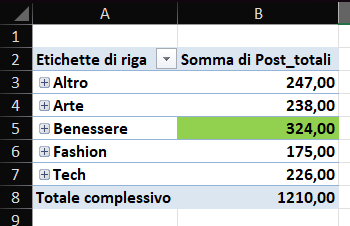 A B
1
2 Etichette di riga Somma di Post_totali
3 Altro 247,00
4 Arte 238,00
5 Benessere 324,00
6 Fashion 175,00
7 Tech 226,00
8 Totale complessivo 1210,00
9